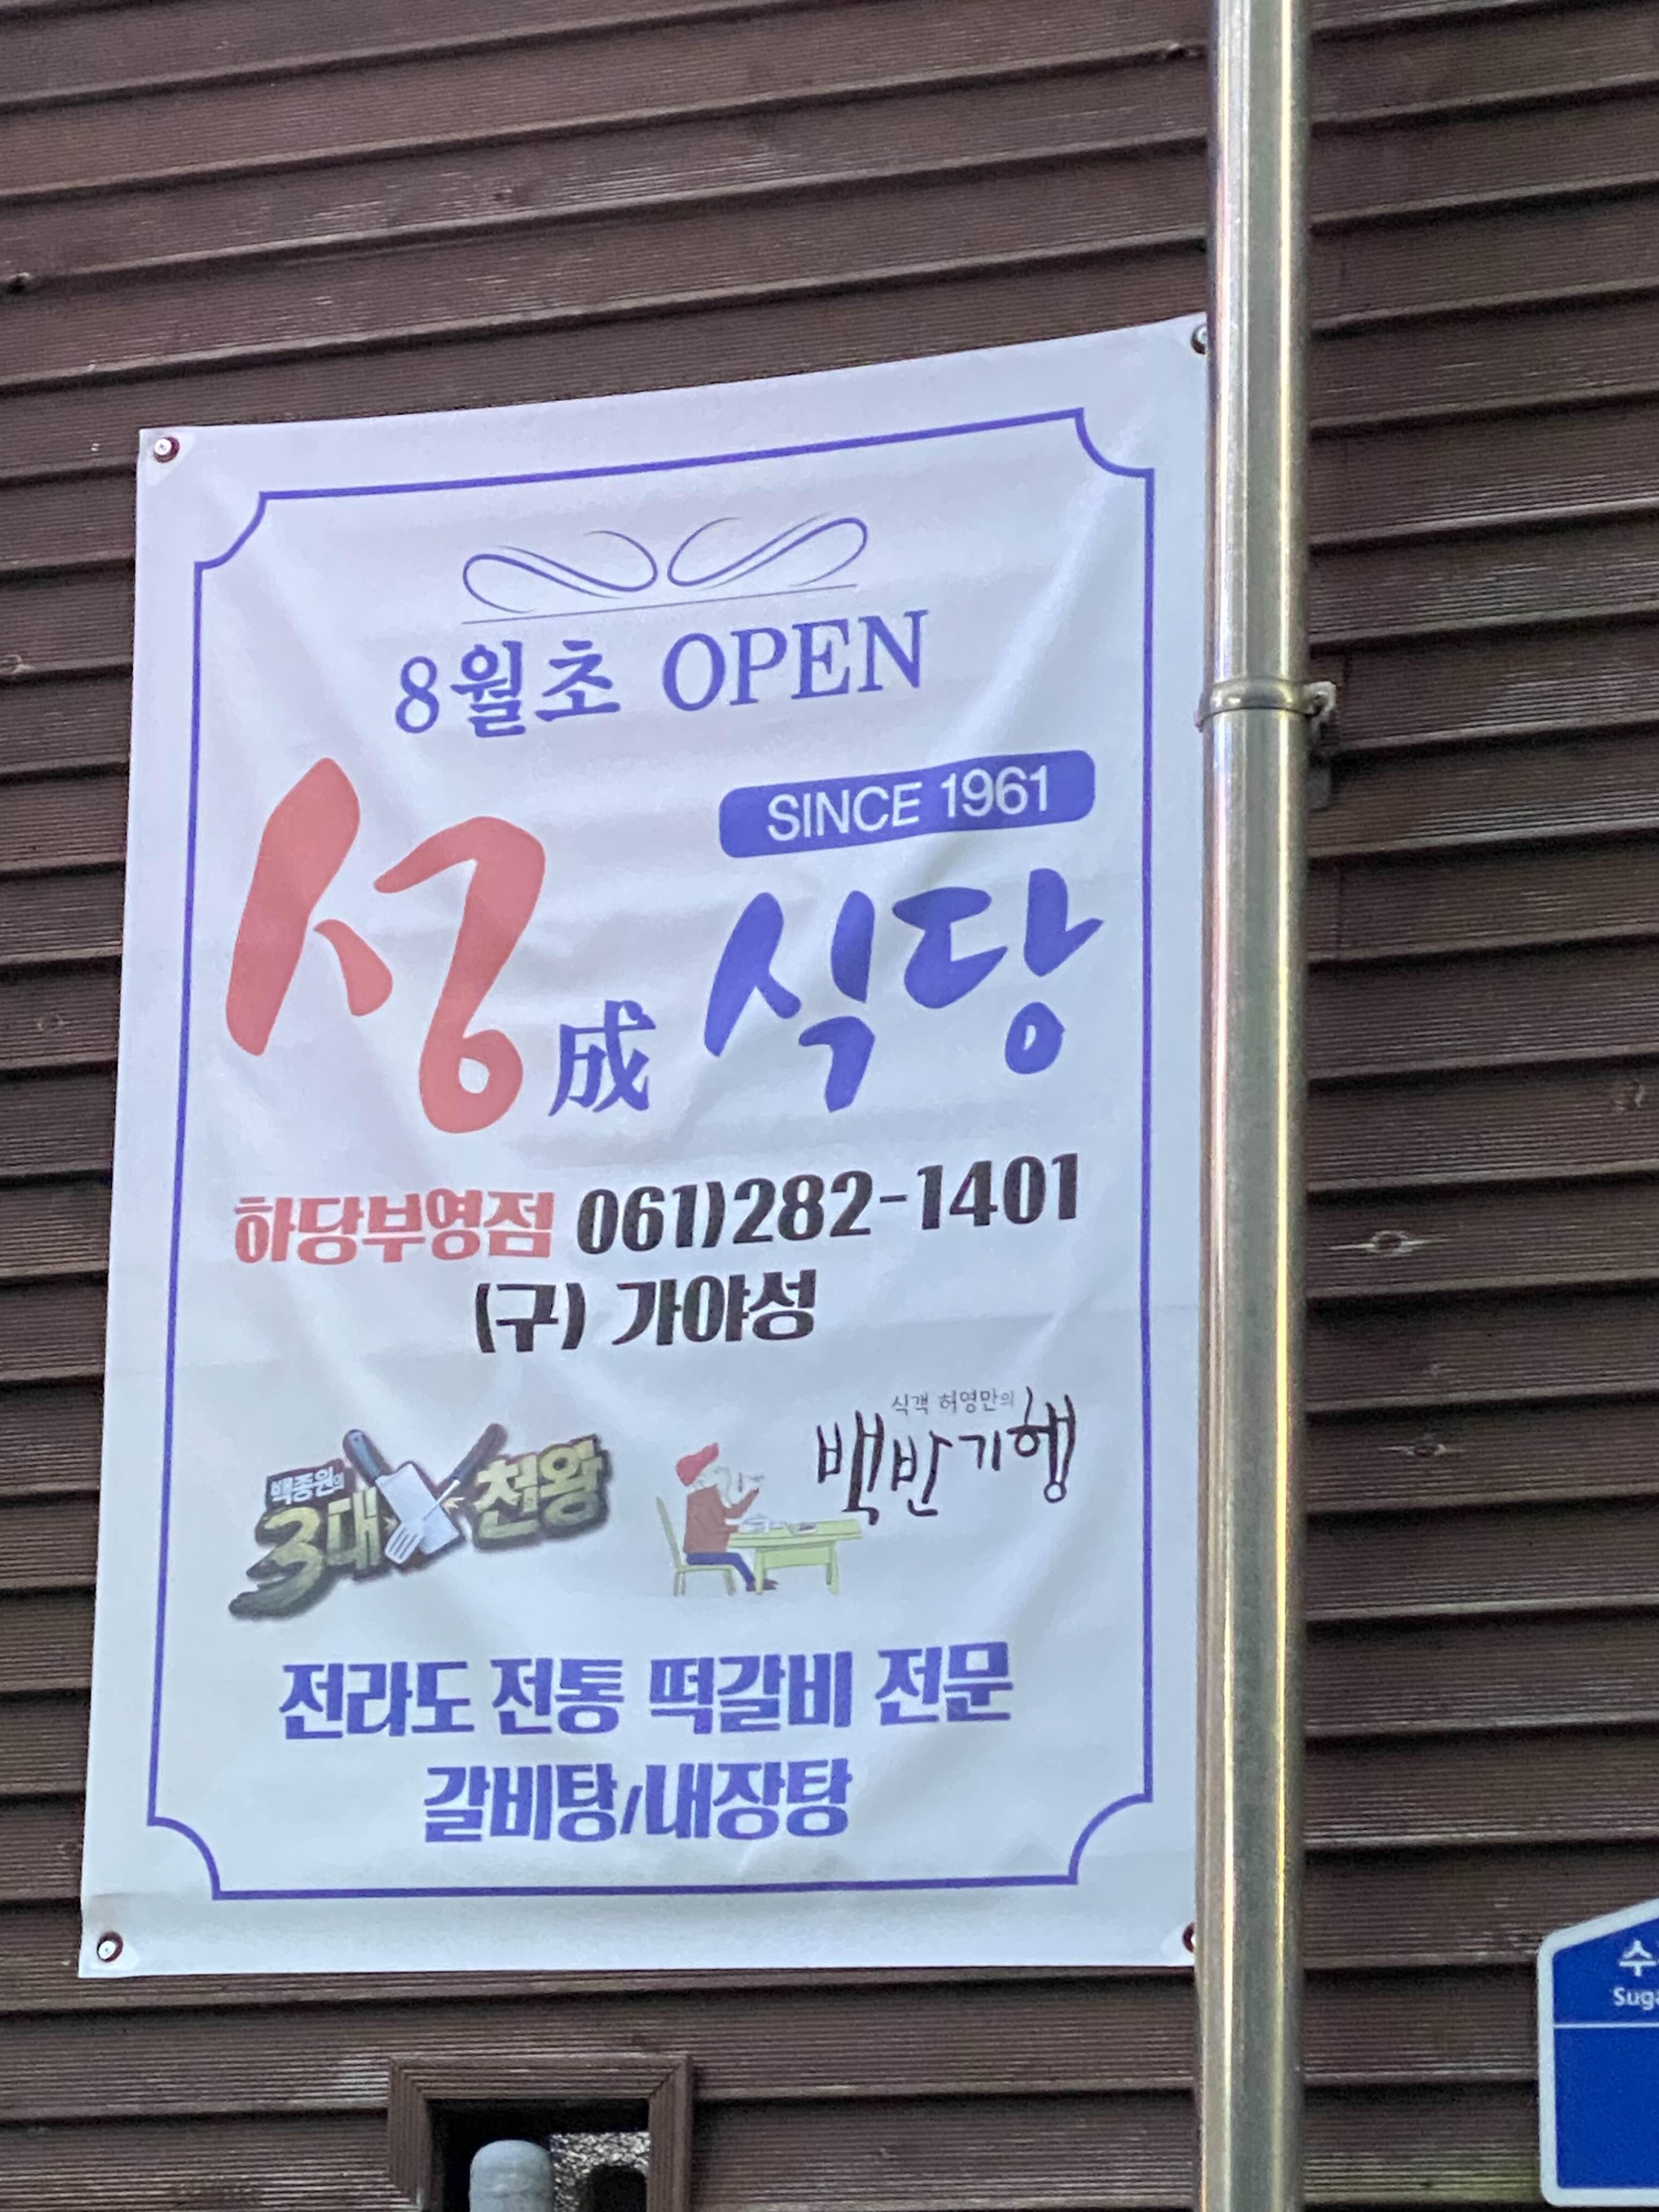 8월초 OPEN
SINCE 1961
성成식당
하당부영점 061)282-1401
(구) 가야성
백종원의
3대천왕
식객 허영만의
백반기행
전라도 전통 떡갈비 전문
갈비탕/내장탕
수
Suga